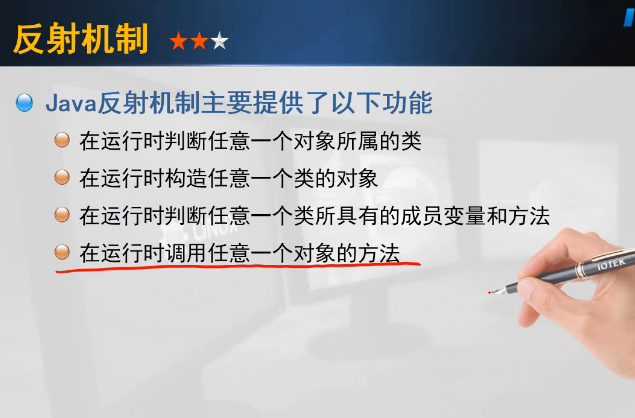 反射机制
Java反射机制主要提供了以下功能
在运行时判断任意一个对象所属的类
在运行时构造任意一个类的对象
在运行时判断任意一个类所具有的成员变量和方法
在运行时调用任意一个对象的方法
LINUX
IOTEK